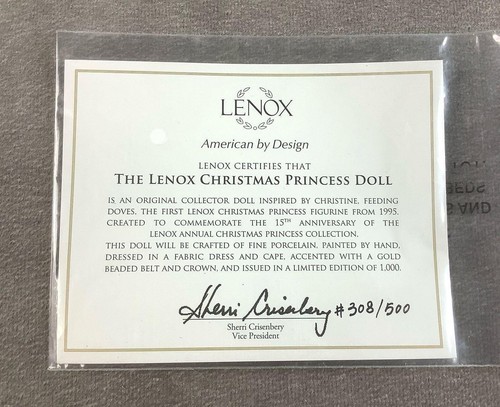 LENOX
American by Design
LENOX CERTIFIES THAT
THE LENOX CHRISTMAS PRINCESS DOLL
IS AN ORIGINAL COLLECTOR DOLL INSPIRED BY CHRISTINE, FEEDING
DOVES, THE FIRST LENOX CHRISTMAS PRINCESS FIGURINE FROM 1995.
CREATED TO COMMEMORATE THE 15TH ANNIVERSARY OF THE
LENOX ANNUAL CHRISTMAS PRINCESS COLLECTION.
THIS DOLL WILL BE CRAFTED OF FINE PORCELAIN, PAINTED BY HAND,
DRESSED IN A FABRIC DRESS AND CAPE, ACCENTED WITH A GOLD
BEADED BELT AND CROWN, AND ISSUED IN A LIMITED EDITION OF 1,000.
Sherri Crisenbery #308/500
Sherri Crisenbery
Vice President